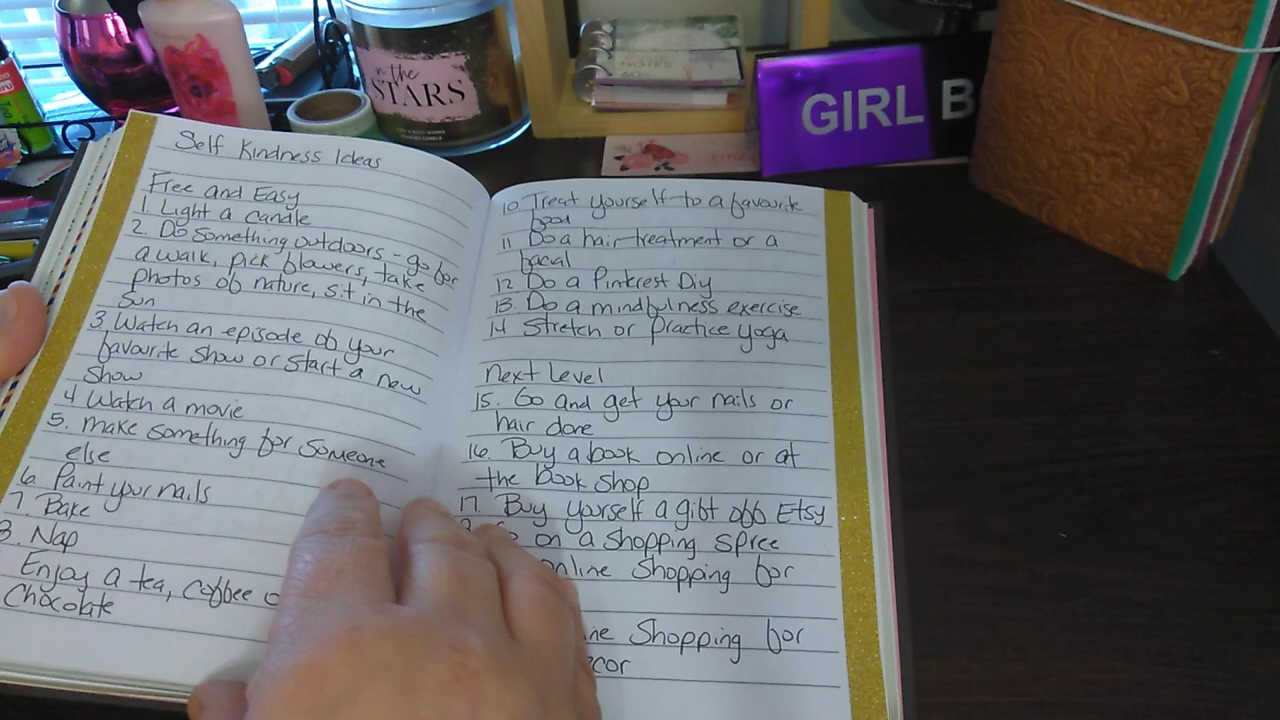 Self Kindness Ideas
Free and Easy
1 Light a candle
2. Do something outdoors - go for
a walk, pick flowers, take
photos of nature, sit in the
sun
3. Watch an episode of your
favourite show or start a new
show
4 Watch a movie
5. make something for someone
else
6. Paint your nails
7. Bake
8. Nap
Enjoy a tea, coffee
Chocolate
10 Treat yourself to a favourite
food
11 Do a hair treatment or a
facial
12 Do a Pintrest Diy
13. Do a mindfulness exercise
14 Stretch or practice yoga
next Level
15. Go and get your nails or
hair done
16. Buy a book online or at
the book shop
17. Buy yourself a gift off Etsy
on a shopping spree
online shopping for
shopping for
in the
STARS
NOTES
GIRL B